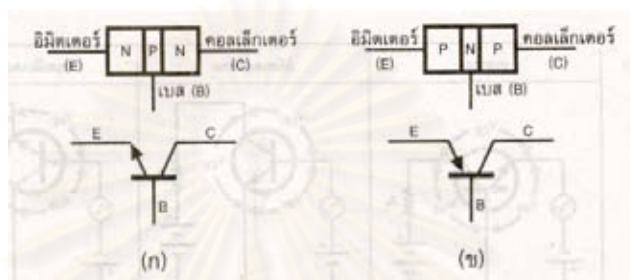 อิมิตเตอร์ N P N คอลเล็กเตอร์
(E) (C)
เบส (B)
E C
B
(ก)
อิมิตเตอร์ P N P คอลเล็กเตอร์
(E) (C)
เบส (B)
E C
B
(ข)